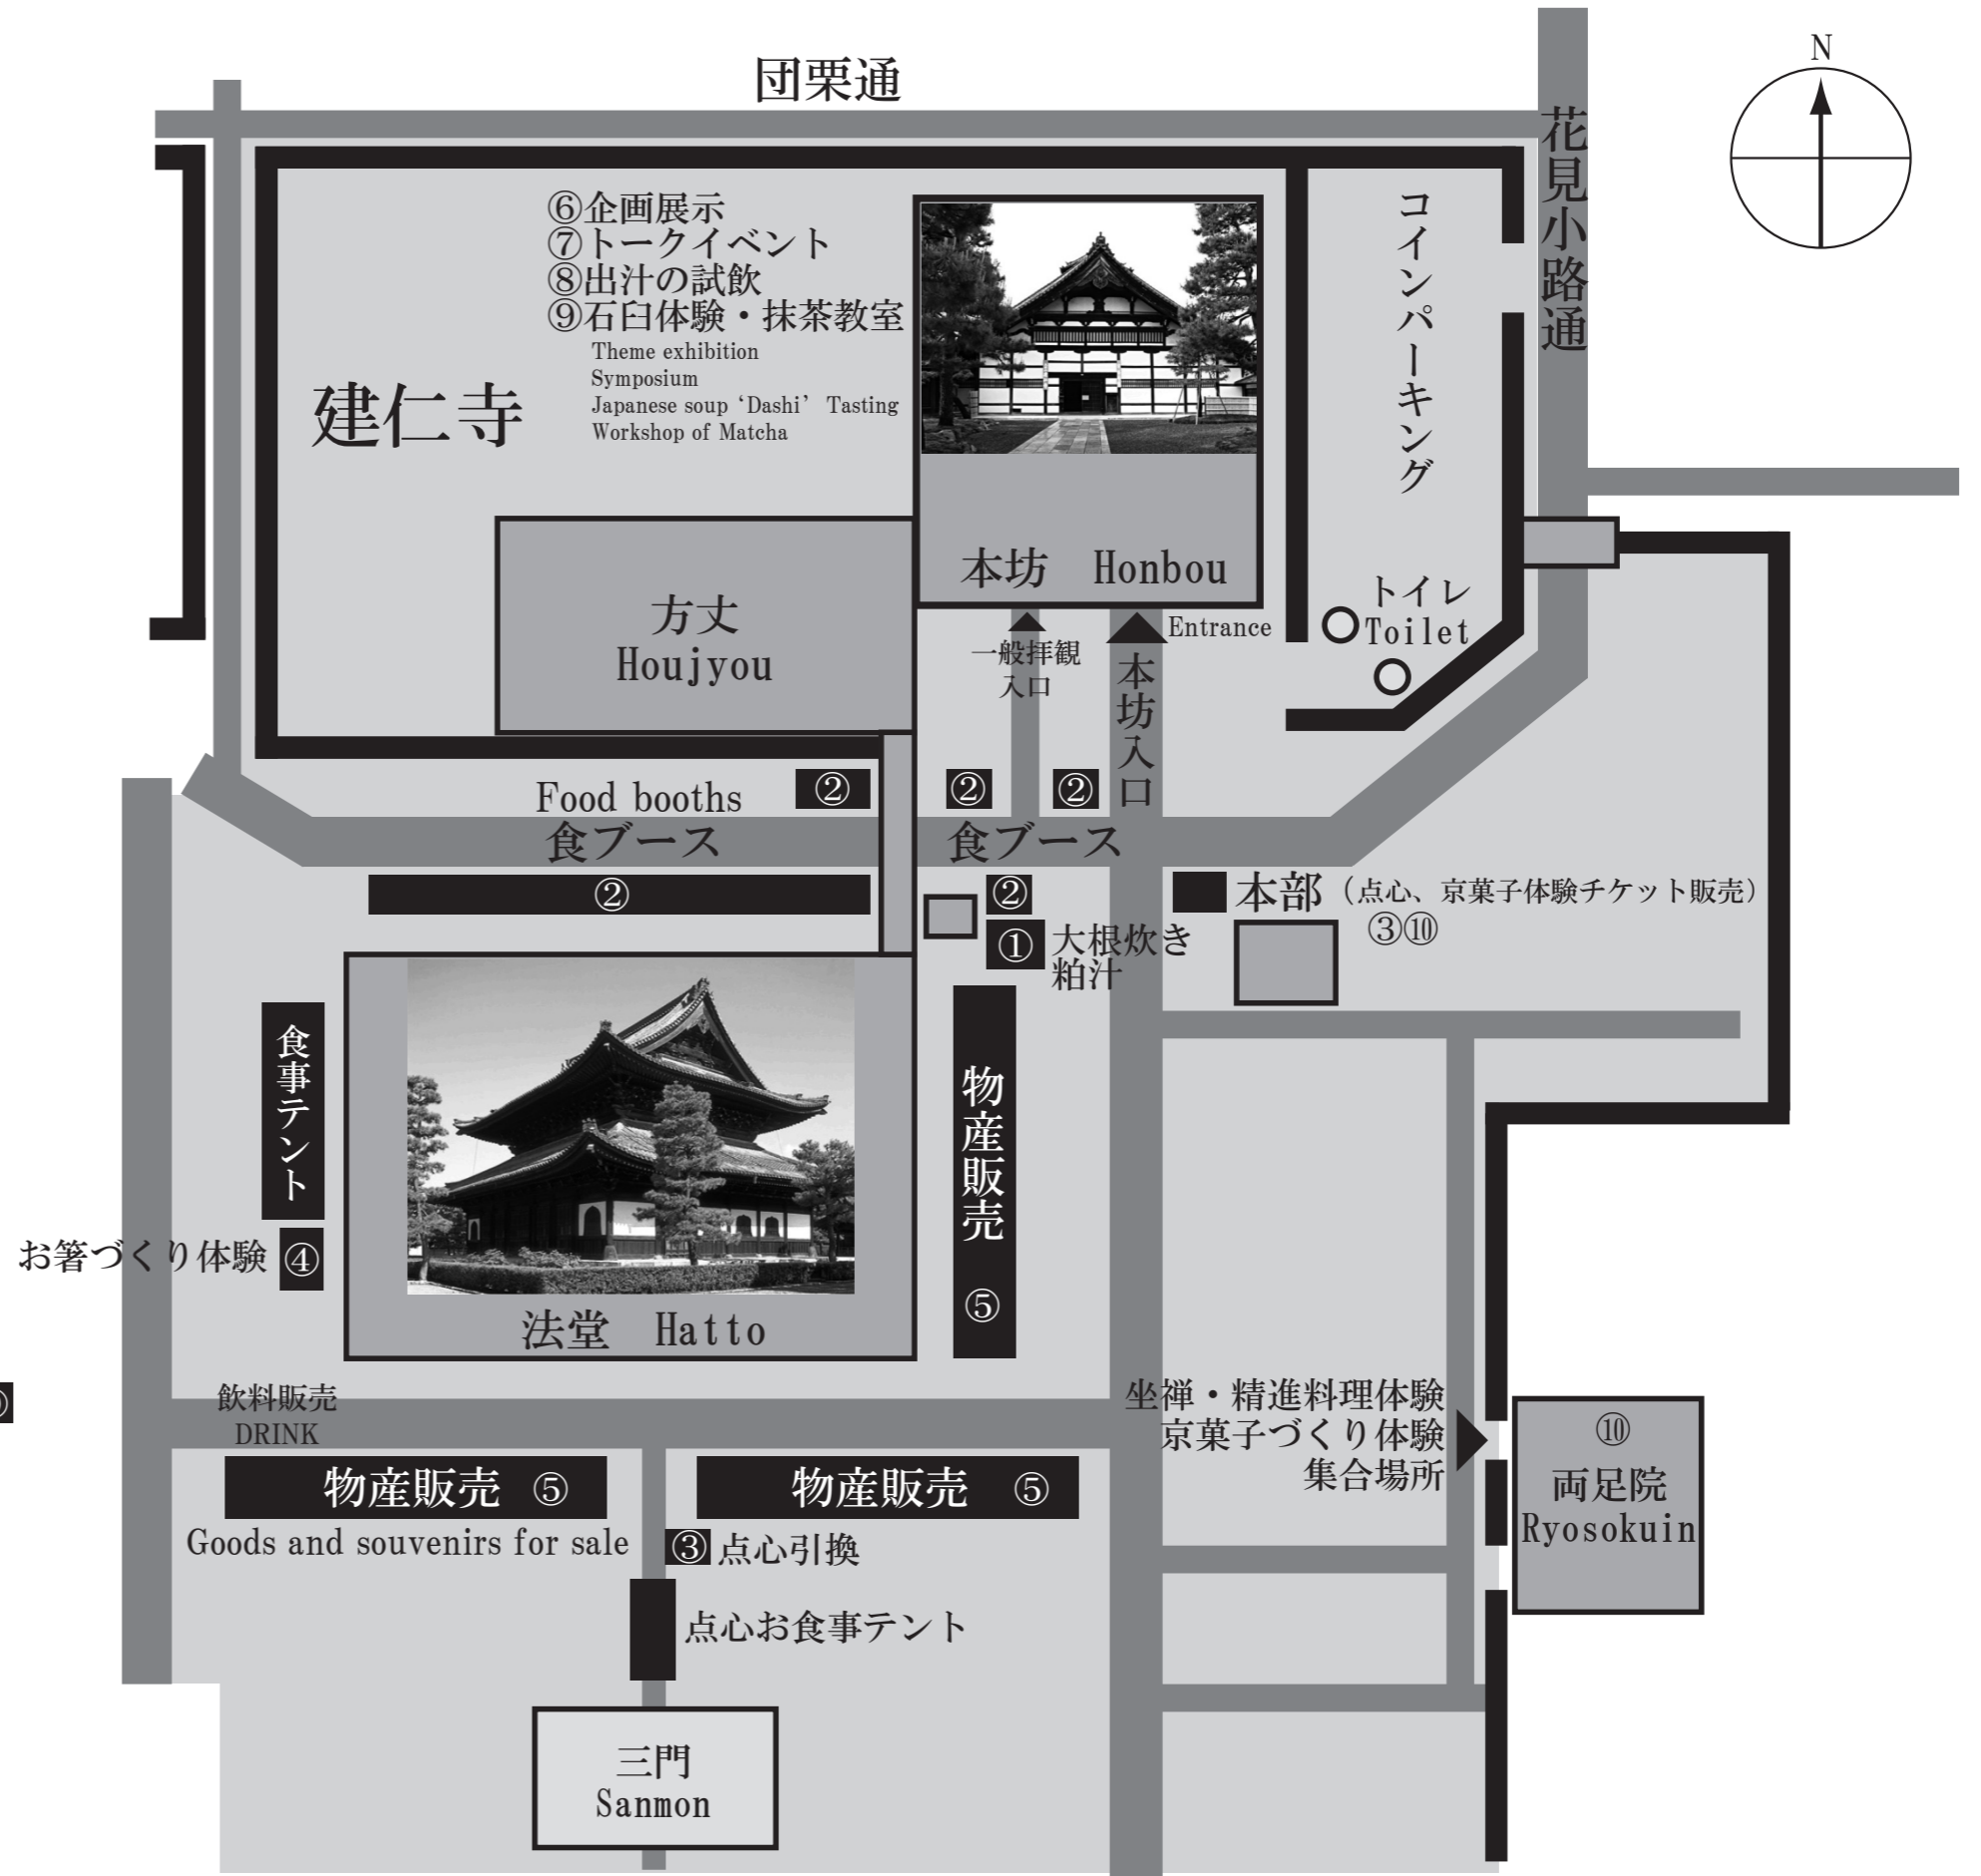 団栗通
N
花見小路通
⑥企画展示
⑦トークイベント
⑧出汁の試飲
⑨石臼体験・抹茶教室
Theme exhibition
Symposium
Japanese soup ‘Dashi’ Tasting
Workshop of Matcha
建仁寺
コインパーキング
本坊 Honbou
方丈
Houjyou
トイレ
Toilet
Entrance
一般拝観
入口
本坊入口
Food booths
②
②
②
食ブース
食ブース
②
②
①
大根炊き
粕汁
本部（点心、京菓子体験チケット販売）
③⑩
食事テント
物産販売 ⑤
お箸づくり体験 ④
法堂 Hatto
飲料販売
DRINK
坐禅・精進料理体験
京菓子づくり体験
集合場所
⑩
両足院
Ryosokuin
物産販売 ⑤
物産販売 ⑤
Goods and souvenirs for sale
③点心引換
点心お食事テント
三門
Sanmon